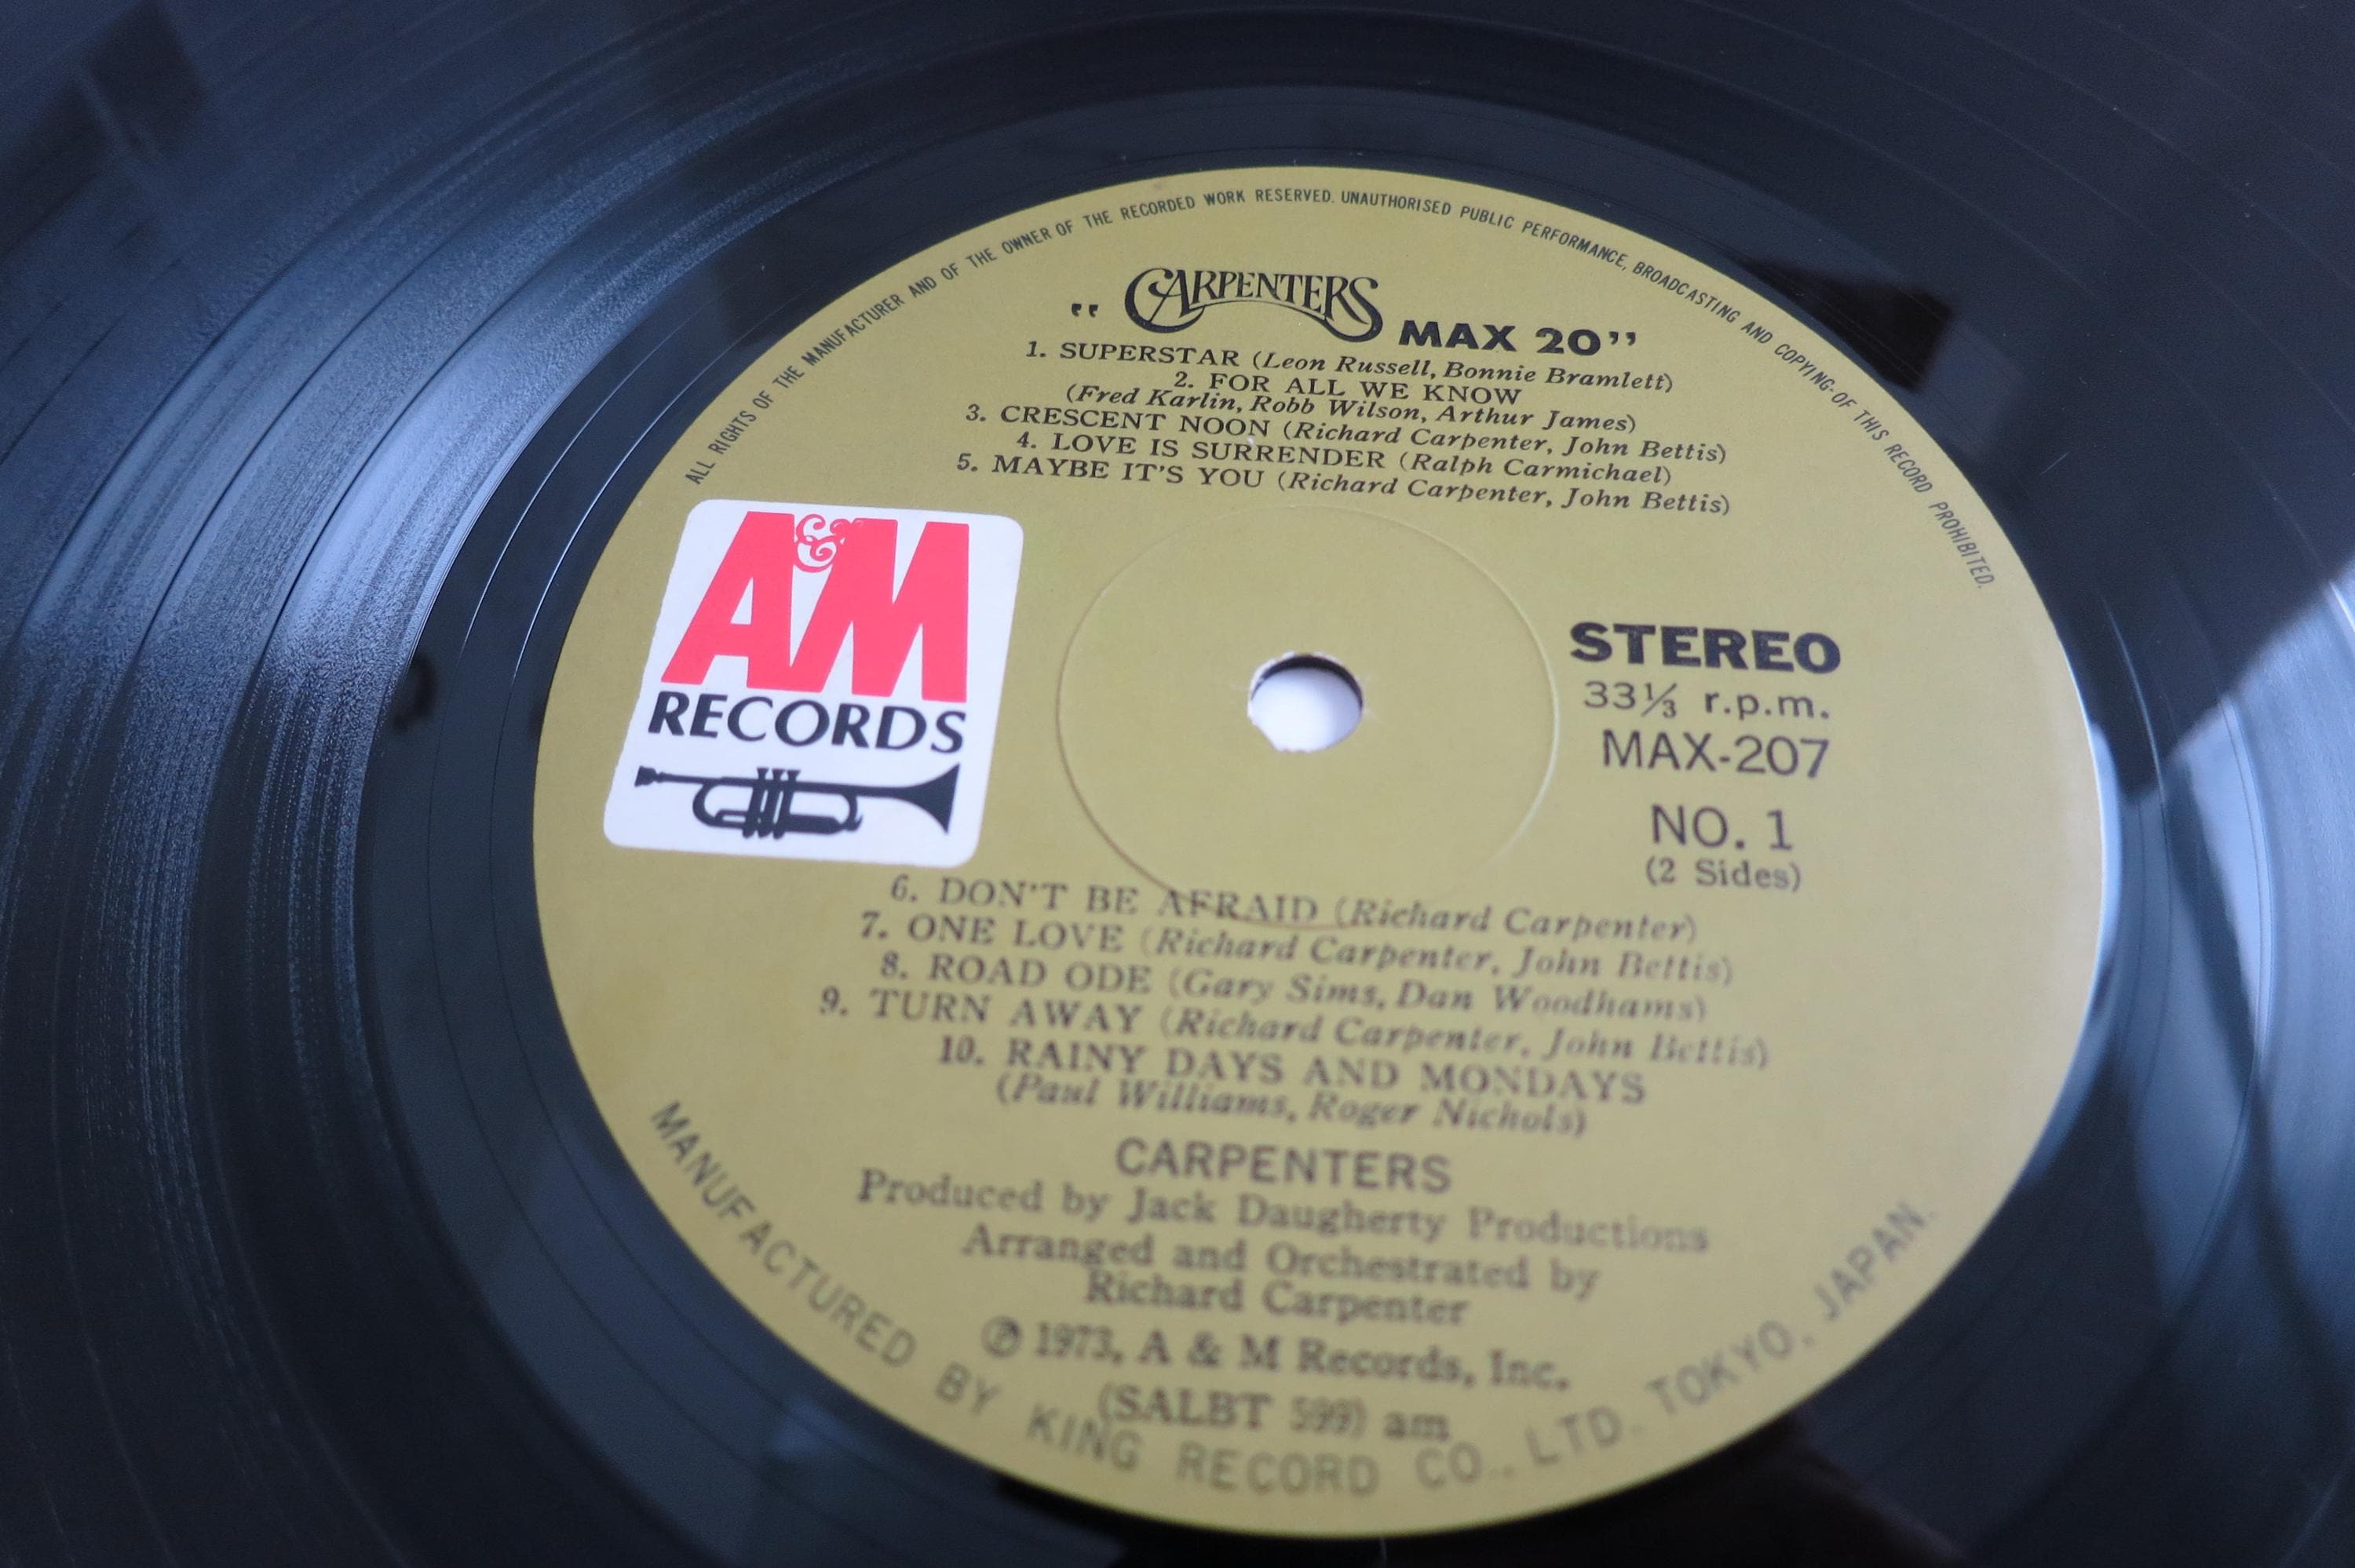 ALL RIGHTS OF THE MANUFACTURER AND OF THE OWNER OF THE RECORDED WORK RESERVED. UNAUTHORISED PUBLIC PERFORMANCE, BROADCASTING AND COPYING OF THIS RECORD PROHIBITED.
"CARPENTERS MAX 20"
1. SUPERSTAR (Leon Russell, Bonnie Bramlett)
2. FOR ALL WE KNOW
(Fred Karlin, Robb Wilson, Arthur James)
3. CRESCENT NOON (Richard Carpenter, John Bettis)
4. LOVE IS SURRENDER (Ralph Carmichael)
5. MAYBE IT'S YOU (Richard Carpenter, John Bettis)
A&M
RECORDS
STEREO
33⅓ r.p.m.
MAX-207
NO. 1
(2 Sides)
6. DON'T BE AFRAID (Richard Carpenter)
7. ONE LOVE (Richard Carpenter, John Bettis)
8. ROAD ODE (Gary Sims, Dan Woodhams)
9. TURN AWAY (Richard Carpenter, John Bettis)
10. RAINY DAYS AND MONDAYS
(Paul Williams, Roger Nichols)
CARPENTERS
Produced by Jack Daugherty Productions
Arranged and Orchestrated by
Richard Carpenter
℗ 1973, A & M Records, Inc.
(SALBT 599) am
MANUFACTURED BY KING RECORD CO., LTD. TOKYO, JAPAN.